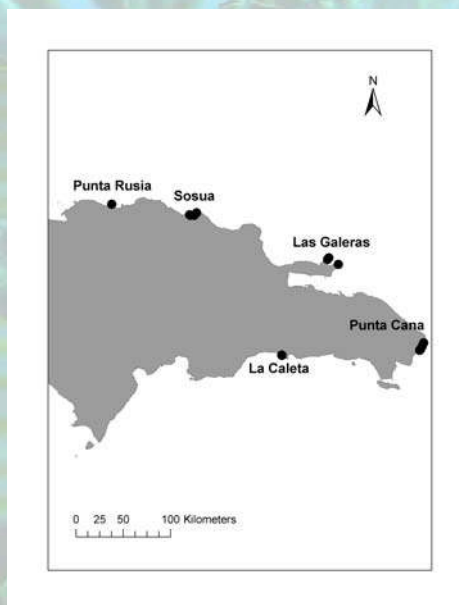 N
Punta Rusia
Sosua
Las Galeras
Punta Cana
La Caleta
0 25 50 100 Kilometers